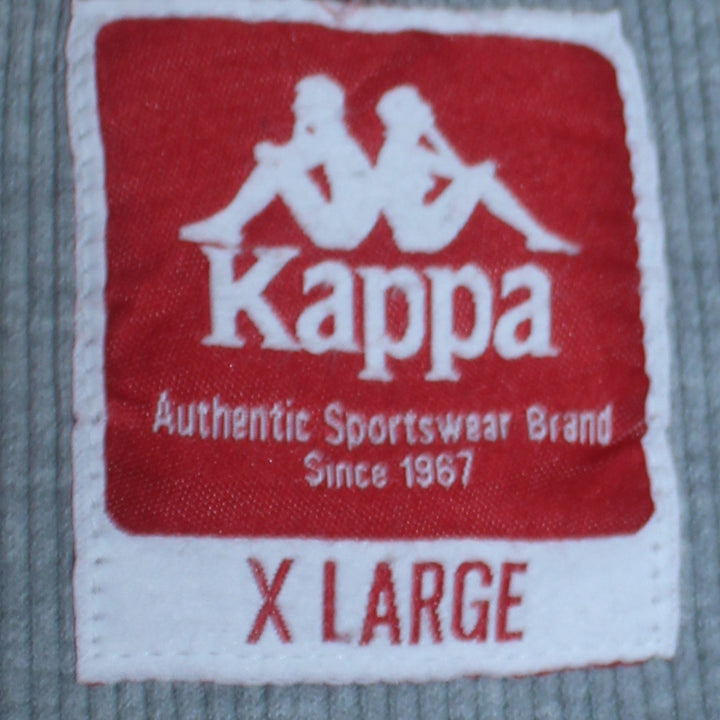 Kappa
Authentic Sportswear Brand
Since 1967
X LARGE